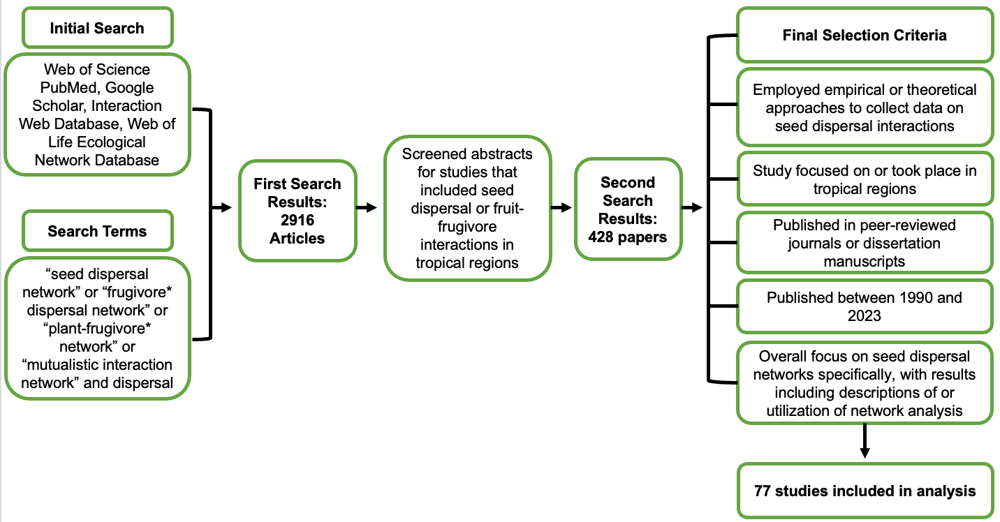 Initial Search
Web of Science
PubMed, Google
Scholar, Interaction
Web Database, Web of
Life Ecological
Network Database
Search Terms
“seed dispersal
network” or “frugivore*
dispersal network” or
“plant-frugivore*
network” or
“mutualistic interaction
network” and dispersal
First Search
Results:
2916
Articles
Screened abstracts
for studies that
included seed
dispersal or fruit-
frugivore
interactions in
tropical regions
Second
Search
Results:
428 papers
Final Selection Criteria
Employed empirical or theoretical
approaches to collect data on
seed dispersal interactions
Study focused on or took place in
tropical regions
Published in peer-reviewed
journals or dissertation
manuscripts
Published between 1990 and
2023
Overall focus on seed dispersal
networks specifically, with results
including descriptions of or
utilization of network analysis
77 studies included in analysis